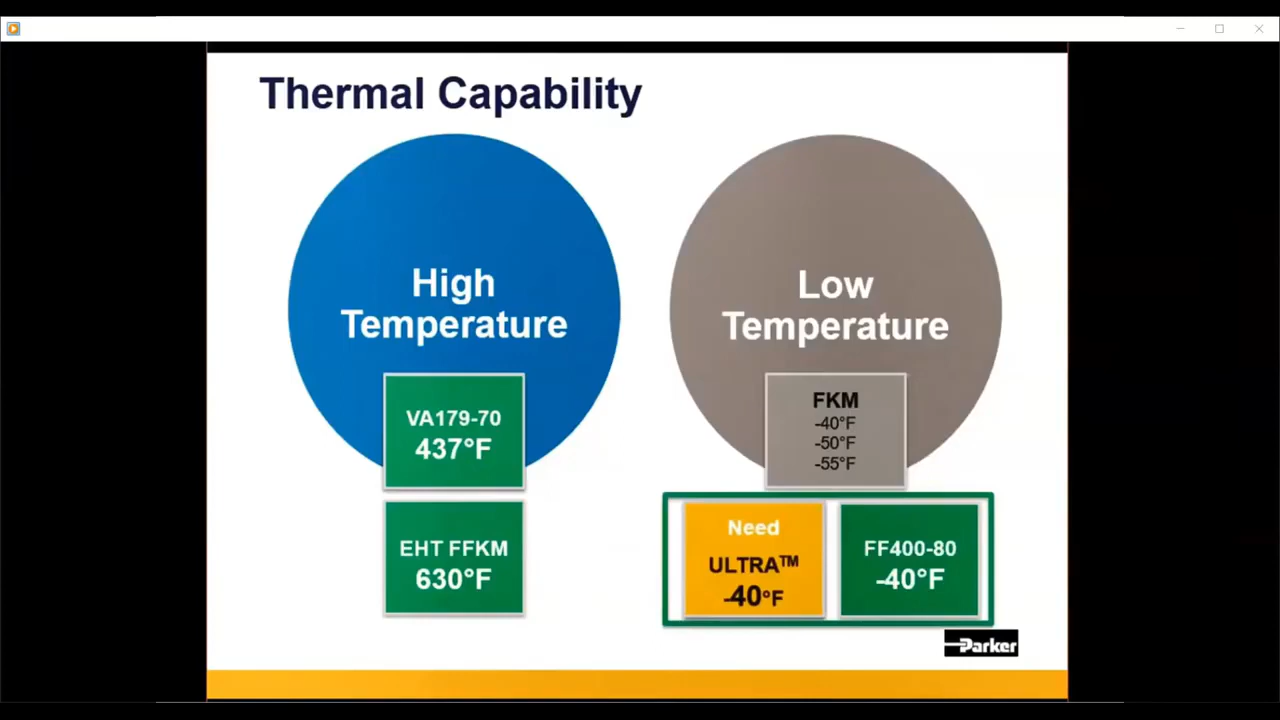 Thermal Capability
High
Temperature
VA179-70
437°F
EHT FFKM
630°F
Low
Temperature
FKM
-40°F
-50°F
-55°F
Need
ULTRA™
-40°F
FF400-80
-40°F
Parker